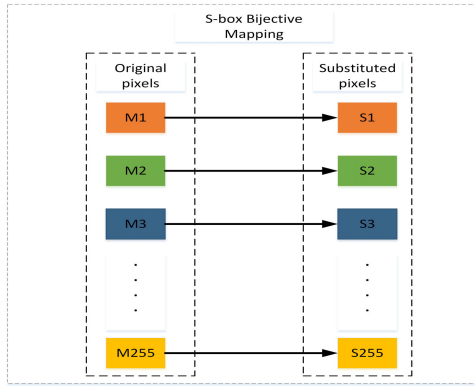 S-box Bijective
Mapping
Original
pixels
Substituted
pixels
M1
S1
M2
S2
M3
S3
M255
S255